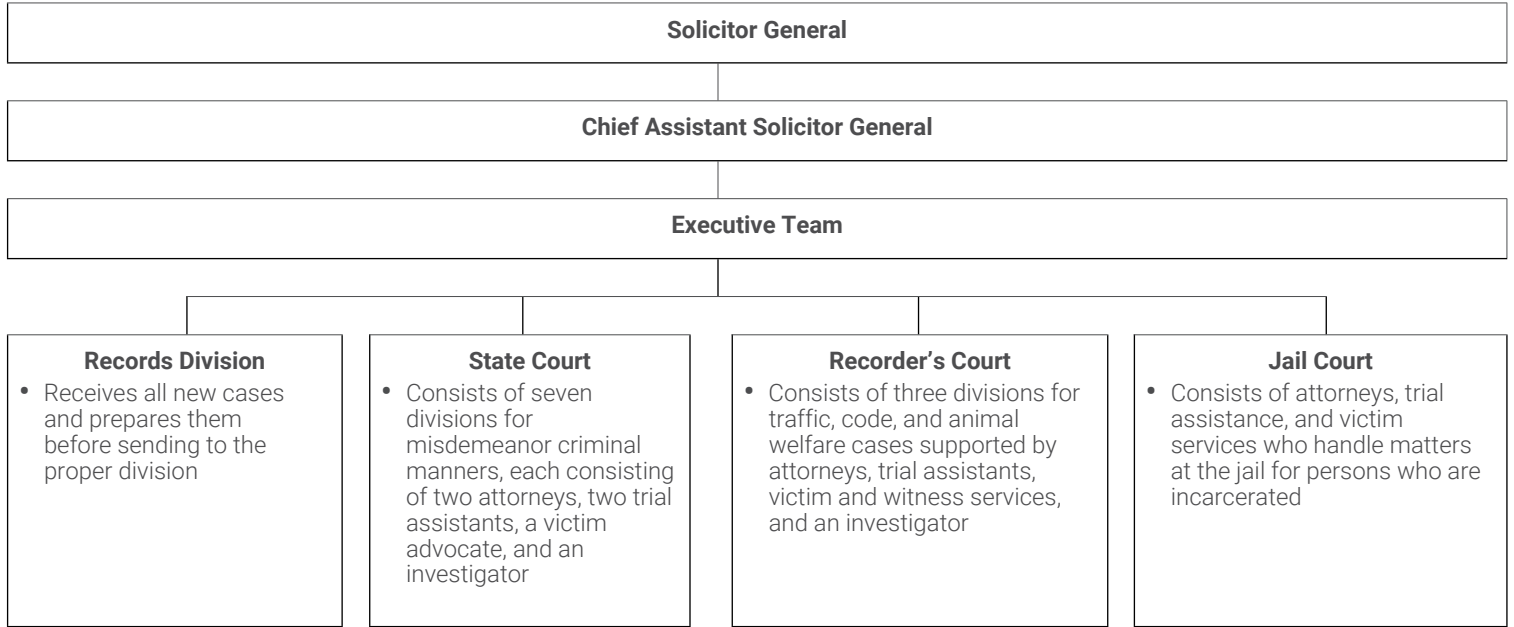 Solicitor General
Chief Assistant Solicitor General
Executive Team
Records Division
• Receives all new cases
and prepares them
before sending to the
proper division
State Court
• Consists of seven
divisions for
misdemeanor criminal
manners, each consisting
of two attorneys, two trial
assistants, a victim
advocate, and an
investigator
Recorder’s Court
• Consists of three divisions for
traffic, code, and animal
welfare cases supported by
attorneys, trial assistants,
victim and witness services,
and an investigator
Jail Court
• Consists of attorneys, trial
assistance, and victim
services who handle matters
at the jail for persons who are
incarcerated